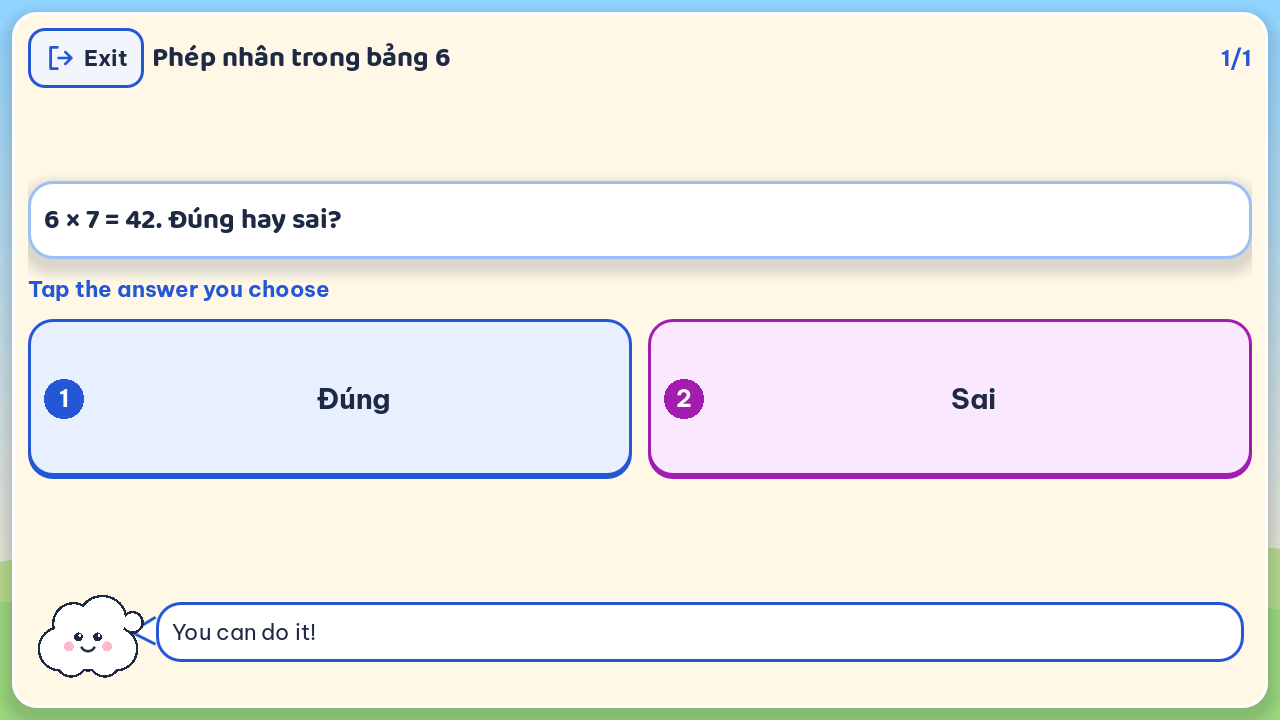 Exit
Phép nhân trong bảng 6
1/1
6 × 7 = 42. Đúng hay sai?
Tap the answer you choose
1
Đúng
2
Sai
You can do it!